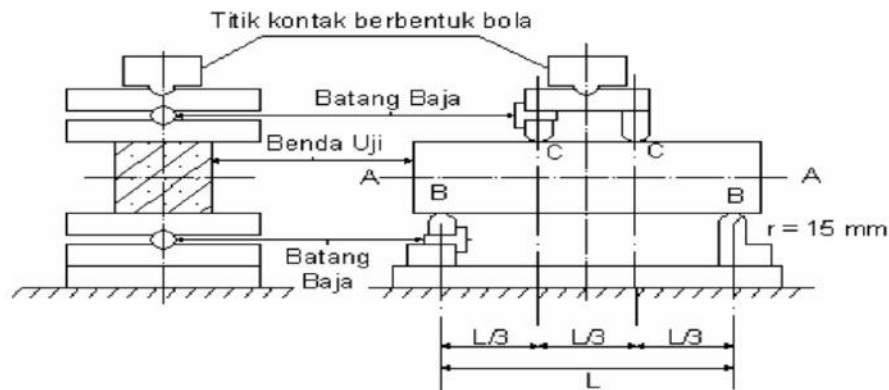 Titik kontak berbentuk bola
Batang Baja
Benda Uji
C C
A A
B B
r = 15 mm
Batang
Baja
L/3 L/3 L/3
L